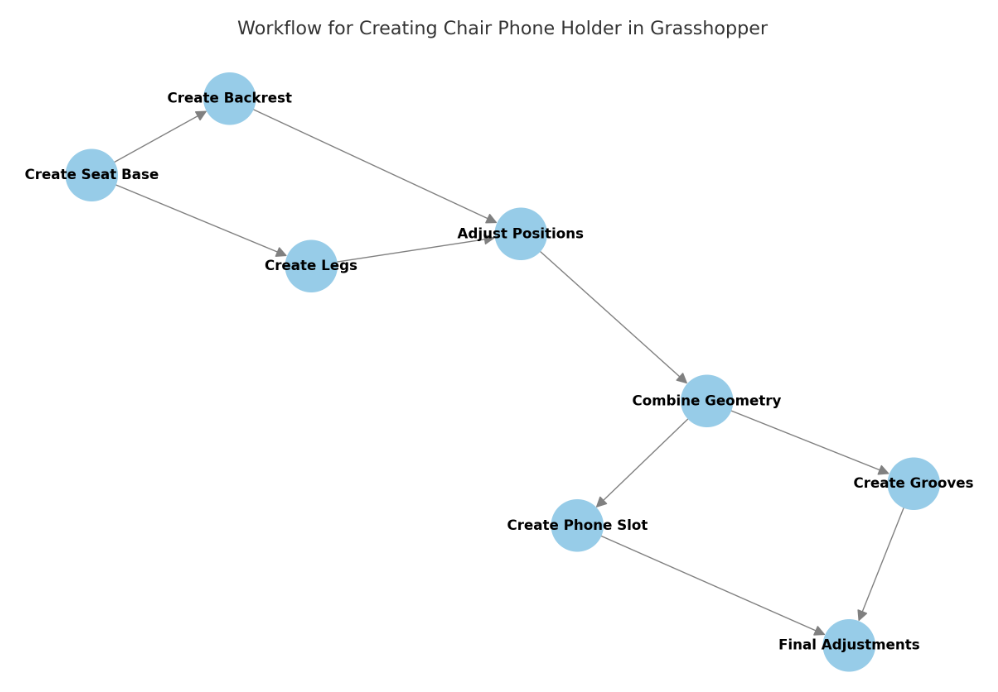 Workflow for Creating Chair Phone Holder in Grasshopper
Create Backrest
Create Seat Base
Adjust Positions
Create Legs
Combine Geometry
Create Grooves
Create Phone Slot
Final Adjustments